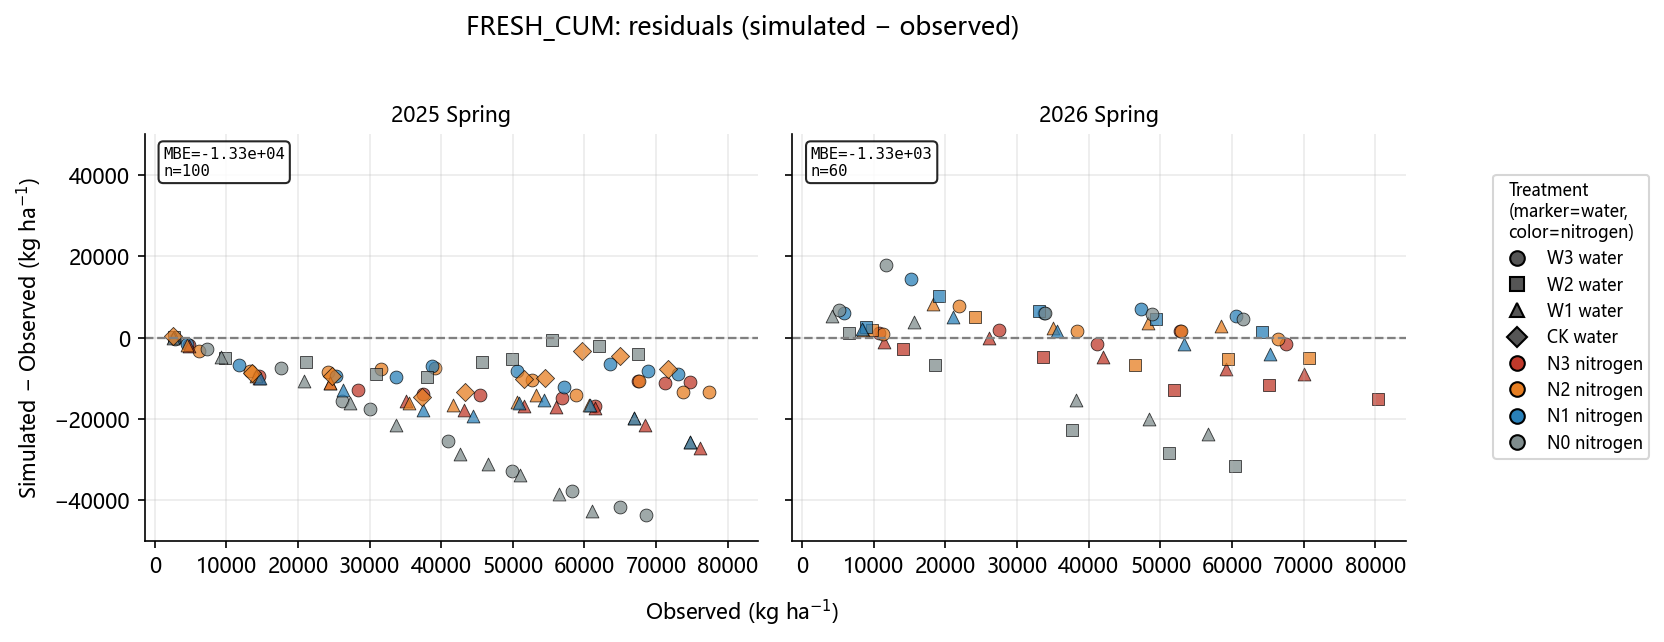 FRESH_CUM: residuals (simulated − observed)
2025 Spring
2026 Spring
MBE=-1.33e+04
n=100
MBE=-1.33e+03
n=60
Simulated − Observed (kg ha⁻¹)
40000
20000
0
−20000
−40000
0 10000 20000 30000 40000 50000 60000 70000 80000
0 10000 20000 30000 40000 50000 60000 70000 80000
Observed (kg ha⁻¹)
Treatment
(marker=water,
color=nitrogen)
W3 water
W2 water
W1 water
CK water
N3 nitrogen
N2 nitrogen
N1 nitrogen
N0 nitrogen